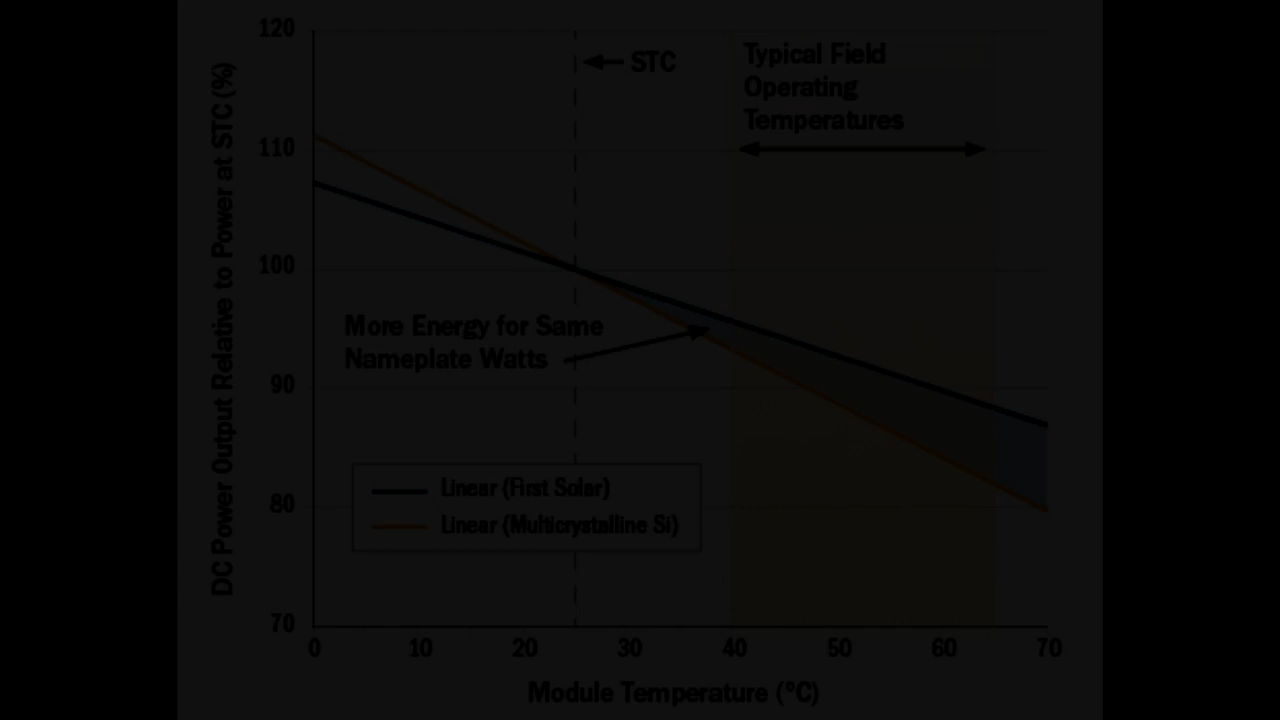 120
STC
Typical Field
Operating
Temperatures
110
100
More Energy for Same
Nameplate Watts
90
Linear (First Solar)
80
Linear (Multicrystalline Si)
70
0 10 20 30 40 50 60 70
Module Temperature (°C)
DC Power Output Relative to Power at STC (%)